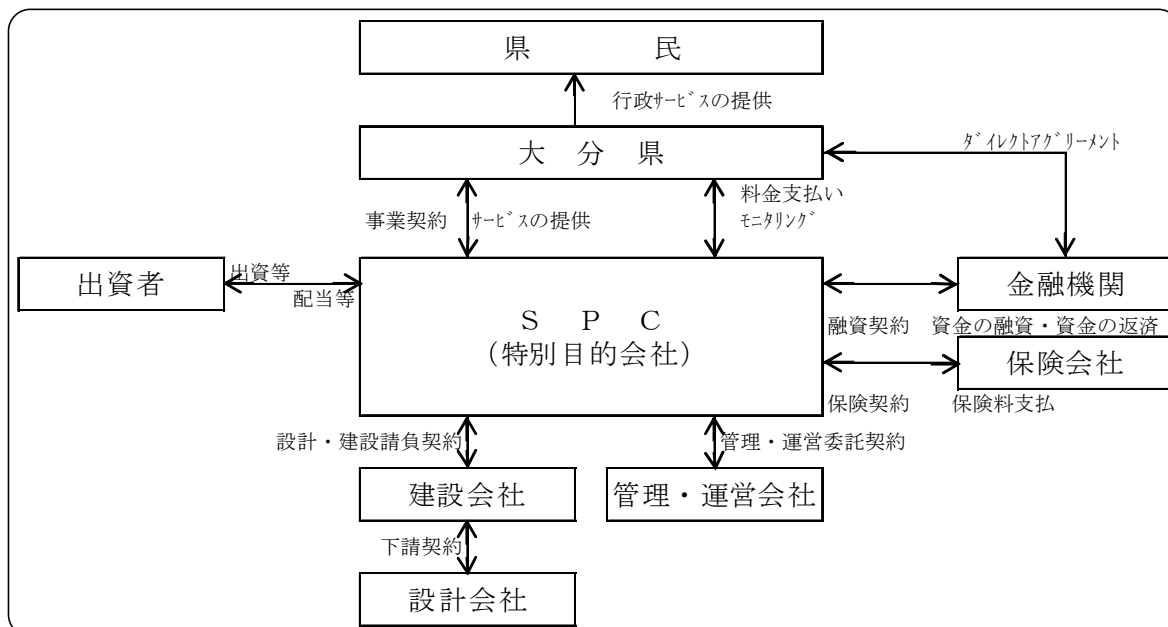 県　　　民
行政ｻｰﾋﾞｽの提供
大　分　県
ﾀﾞｲﾚｸﾄｱｸﾞﾘｰﾒﾝﾄ
事業契約
ｻｰﾋﾞｽの提供
料金支払い
ﾓﾆﾀﾘﾝｸﾞ
出資者
出資等
配当等
Ｓ　Ｐ　Ｃ
（特別目的会社）
金融機関
融資契約　資金の融資・資金の返済
保険会社
保険契約　保険料支払
設計・建設請負契約
管理・運営委託契約
建設会社
管理・運営会社
下請契約
設計会社